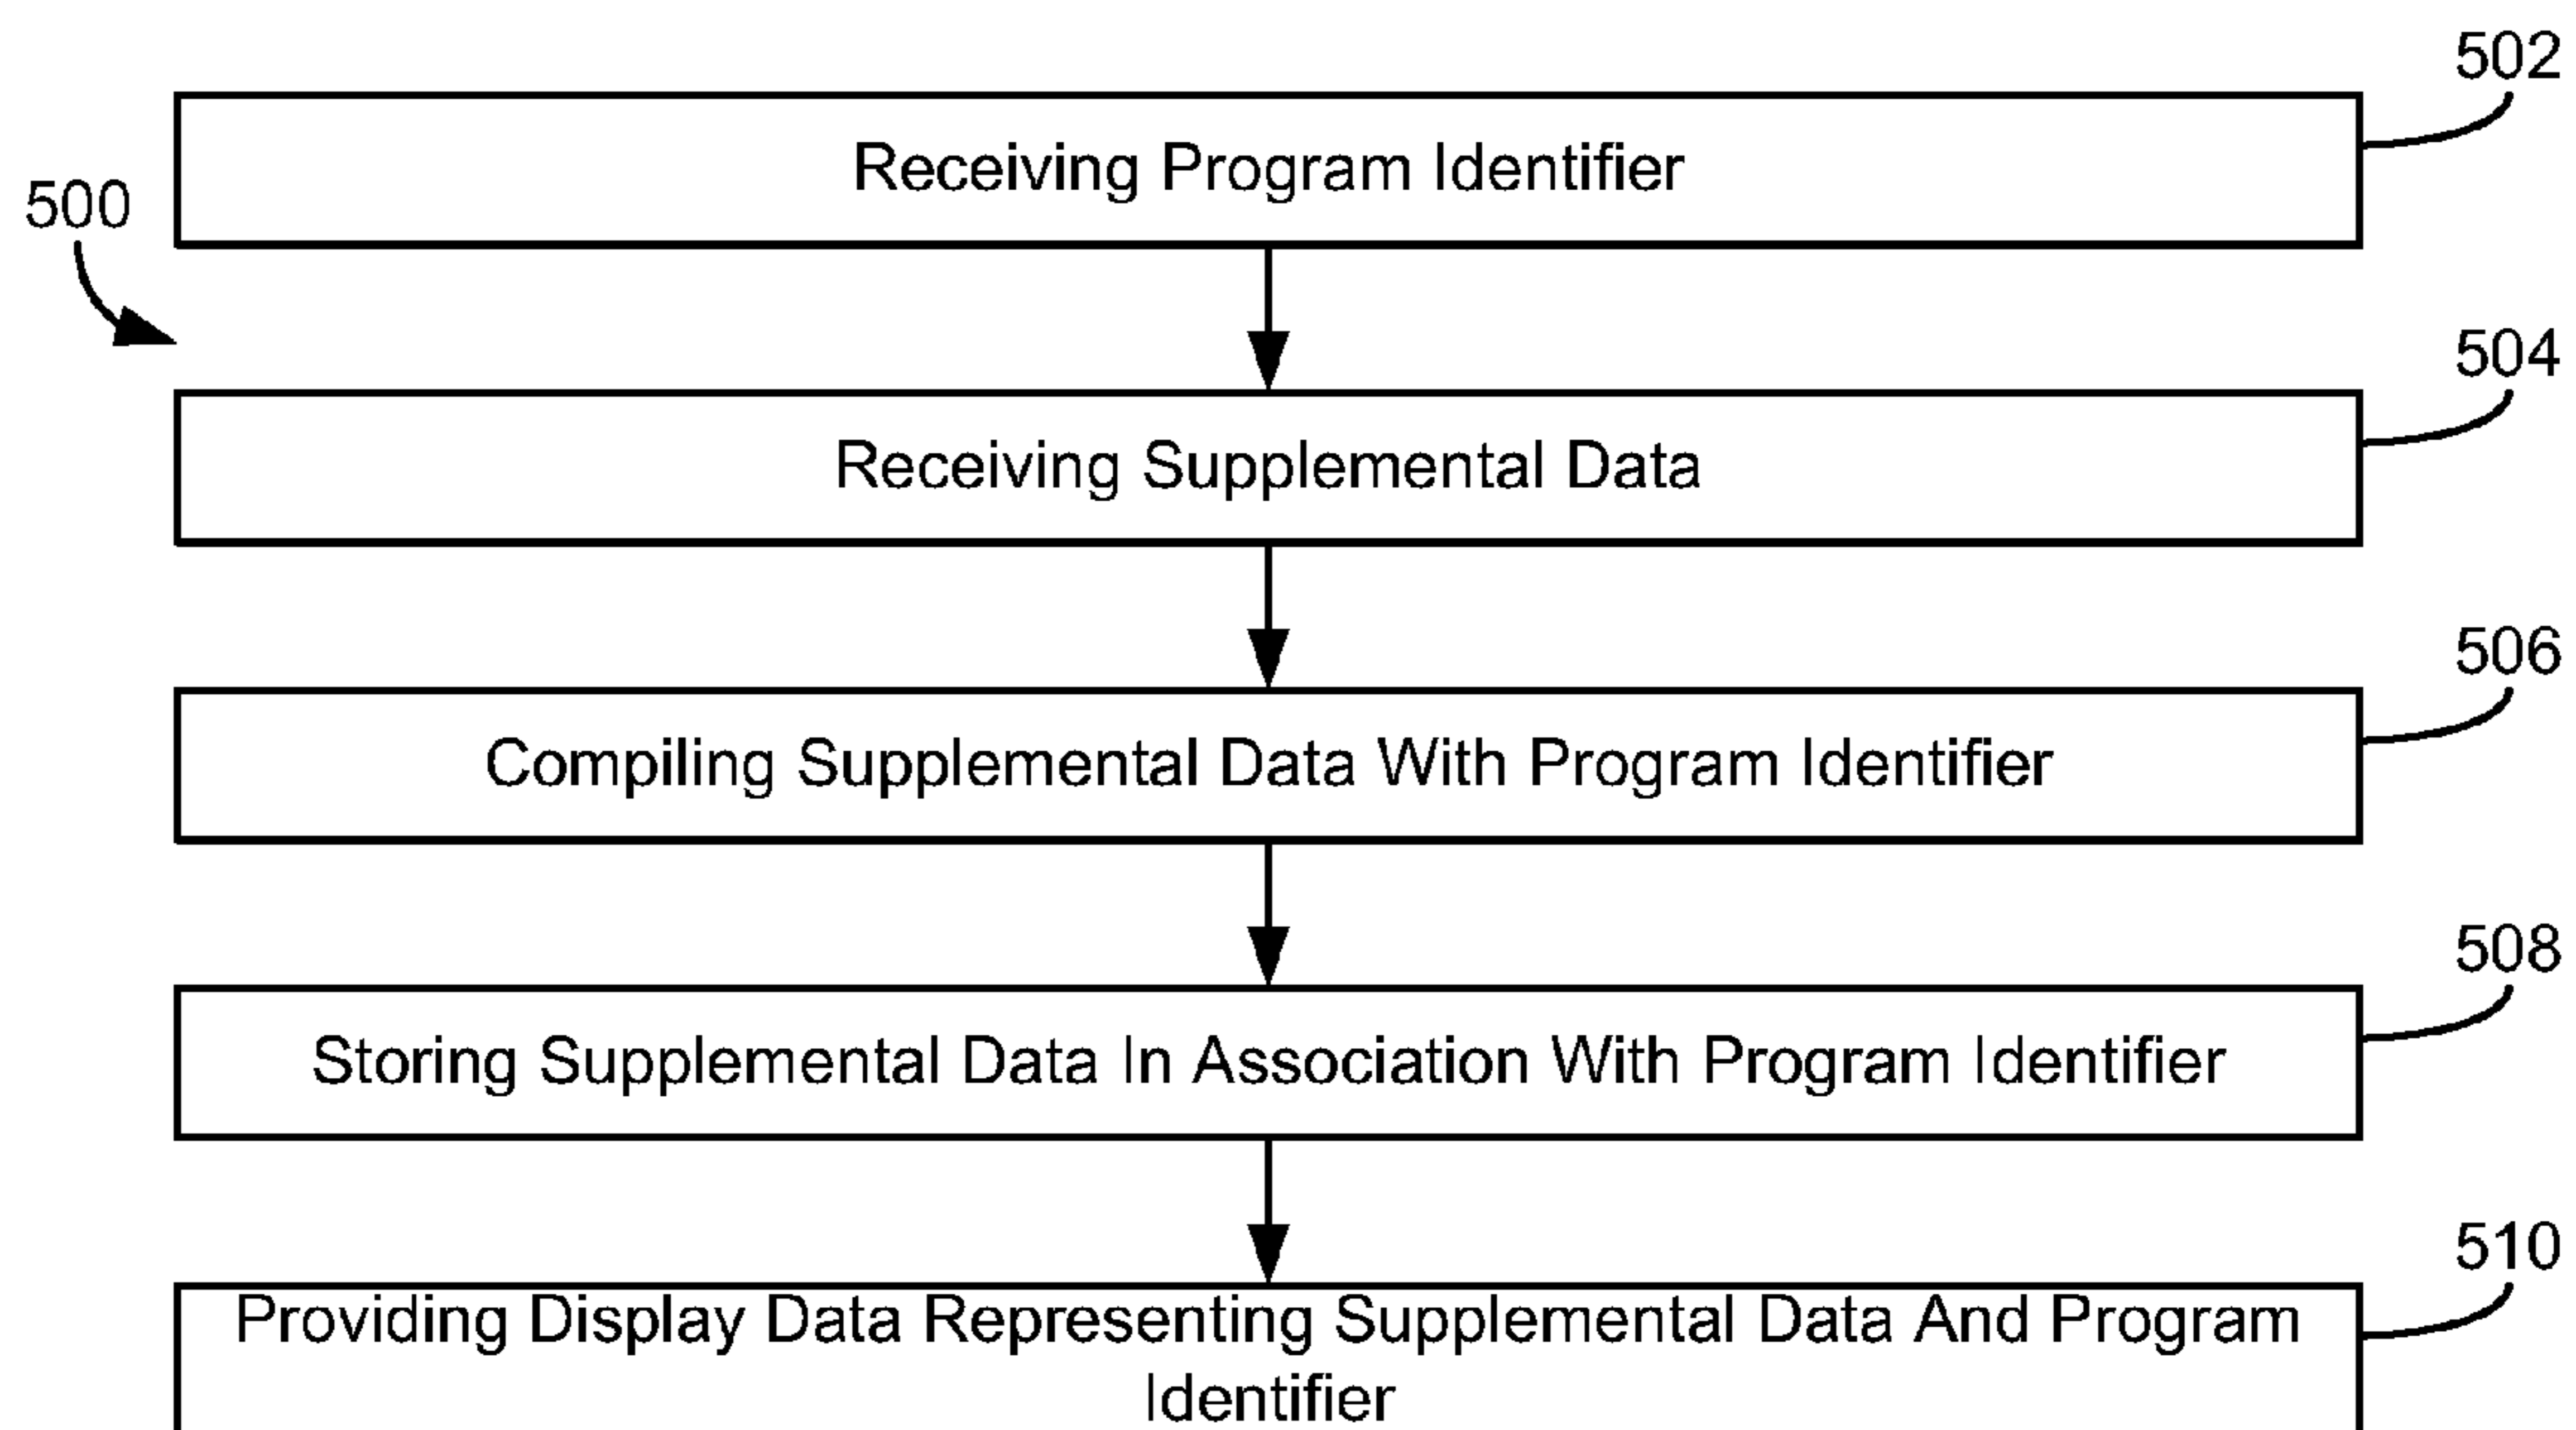 502
Receiving Program Identifier
500
504
Receiving Supplemental Data
506
Compiling Supplemental Data With Program Identifier
508
Storing Supplemental Data In Association With Program Identifier
510
Providing Display Data Representing Supplemental Data And Program
Identifier